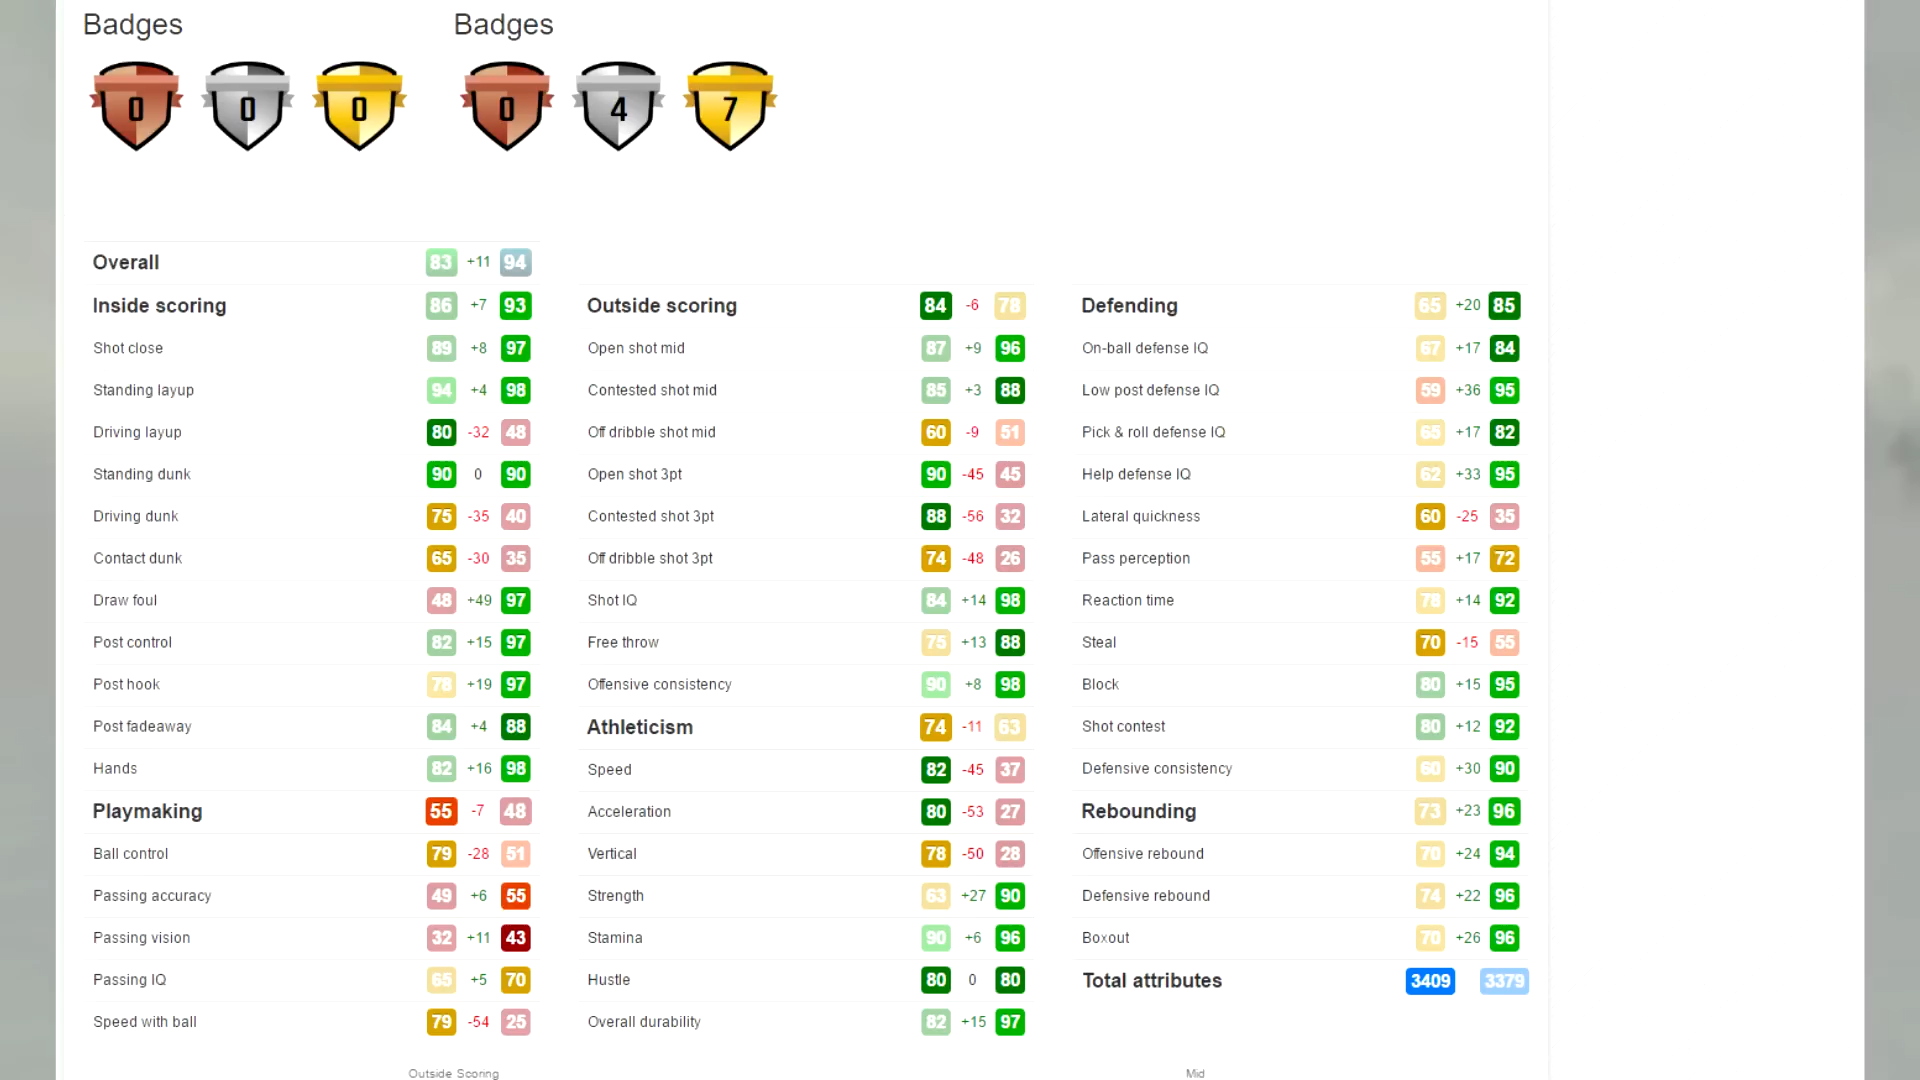 Badges Badges
0 0 0 0 4 7
Overall 83 +11 94
Inside scoring 86 +7 93
Shot close 89 +8 97
Standing layup 94 +4 98
Driving layup 80 -32 48
Standing dunk 90 0 90
Driving dunk 75 -35 40
Contact dunk 65 -30 35
Draw foul 48 +49 97
Post control 82 +15 97
Post hook 78 +19 97
Post fadeaway 84 +4 88
Hands 82 +16 98
Playmaking 55 -7 48
Ball control 79 -28 51
Passing accuracy 49 +6 55
Passing vision 32 +11 43
Passing IQ 65 +5 70
Speed with ball 79 -54 25
Outside scoring 84 -6 78
Open shot mid 87 +9 96
Contested shot mid 85 +3 88
Off dribble shot mid 60 -9 51
Open shot 3pt 90 -45 45
Contested shot 3pt 88 -56 32
Off dribble shot 3pt 74 -48 26
Shot IQ 84 +14 98
Free throw 75 +13 88
Offensive consistency 90 +8 98
Athleticism 74 -11 63
Speed 82 -45 37
Acceleration 80 -53 27
Vertical 78 -50 28
Strength 63 +27 90
Stamina 90 +6 96
Hustle 80 0 80
Overall durability 82 +15 97
Defending 65 +20 85
On-ball defense IQ 67 +17 84
Low post defense IQ 59 +36 95
Pick & roll defense IQ 65 +17 82
Help defense IQ 62 +33 95
Lateral quickness 60 -25 35
Pass perception 55 +17 72
Reaction time 78 +14 92
Steal 70 -15 55
Block 80 +15 95
Shot contest 80 +12 92
Defensive consistency 60 +30 90
Rebounding 73 +23 96
Offensive rebound 70 +24 94
Defensive rebound 74 +22 96
Boxout 70 +26 96
Total attributes 3409 3379
Outside Scoring Mid